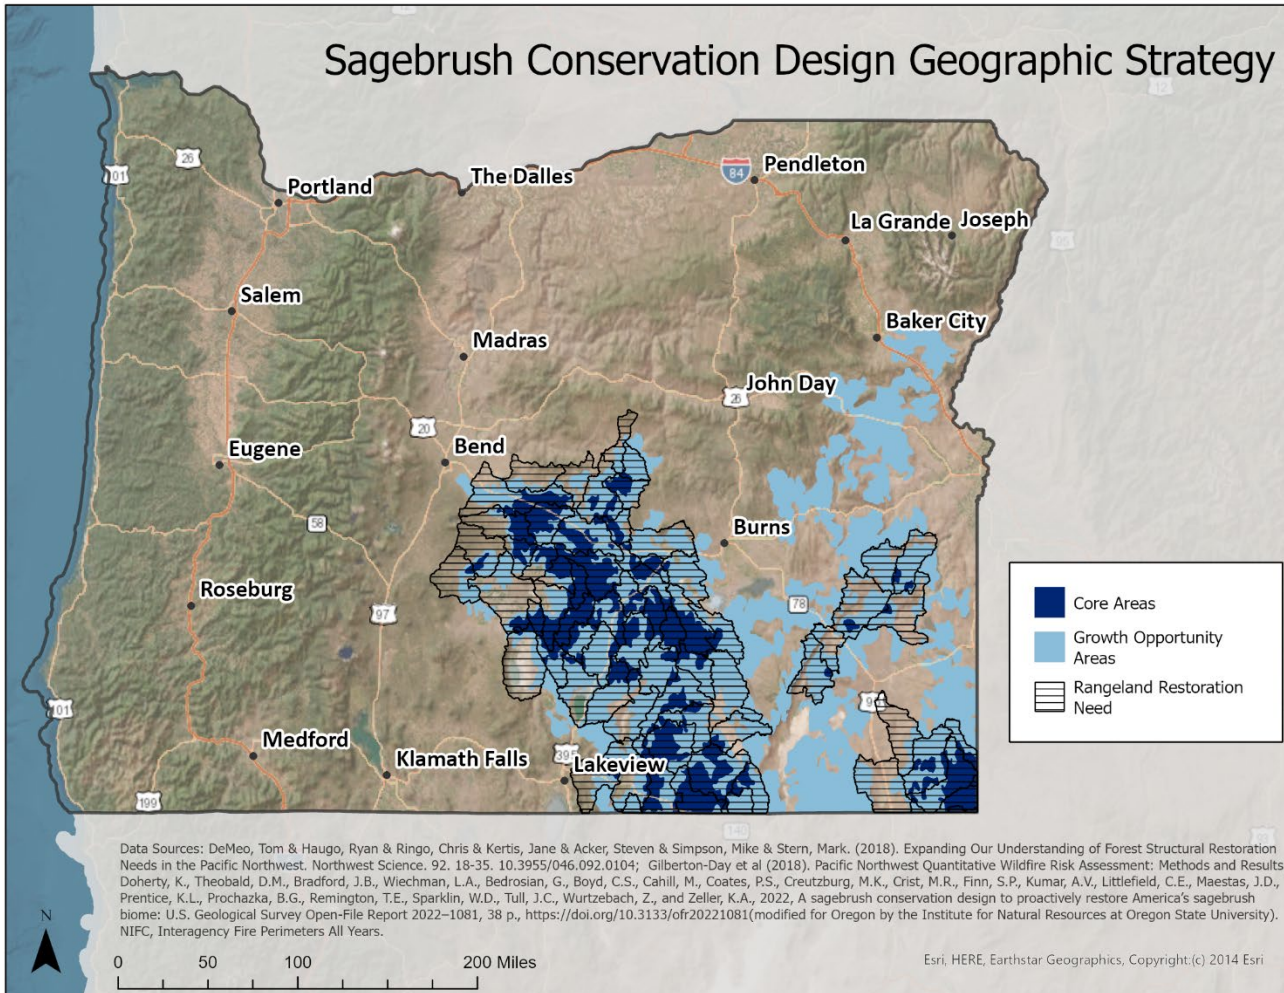 Sagebrush Conservation Design Geographic Strategy
26
101
Portland
The Dalles
84
Pendleton
La Grande
Joseph
Salem
Madras
Baker City
John Day
26
20
Bend
Eugene
58
Burns
Roseburg
97
78
101
Medford
Klamath Falls
395
Lakeview
199
140
95
12
93
Core Areas
Growth Opportunity
Areas
Rangeland Restoration
Need
Data Sources: DeMeo, Tom & Haugo, Ryan & Ringo, Chris & Kertis, Jane & Acker, Steven & Simpson, Mike & Stern, Mark. (2018). Expanding Our Understanding of Forest Structural Restoration
Needs in the Pacific Northwest. Northwest Science. 92. 18-35. 10.3955/046.092.0104; Gilberton-Day et al (2018). Pacific Northwest Quantitative Wildfire Risk Assessment: Methods and Results
Doherty, K., Theobald, D.M., Bradford, J.B., Wiechman, L.A., Bedrosian, G., Boyd, C.S., Cahill, M., Coates, P.S., Creutzburg, M.K., Crist, M.R., Finn, S.P., Kumar, A.V., Littlefield, C.E., Maestas, J.D.,
Prentice, K.L., Prochazka, B.G., Remington, T.E., Sparklin, W.D., Tull, J.C., Wurtzebach, Z., and Zeller, K.A., 2022, A sagebrush conservation design to proactively restore America's sagebrush
biome: U.S. Geological Survey Open-File Report 2022–1081, 38 p., https://doi.org/10.3133/ofr20221081(modified for Oregon by the Institute for Natural Resources at Oregon State University).
NIFC, Interagency Fire Perimeters All Years.
N
0 50 100 200 Miles
Esri, HERE, Earthstar Geographics, Copyright:(c) 2014 Esri